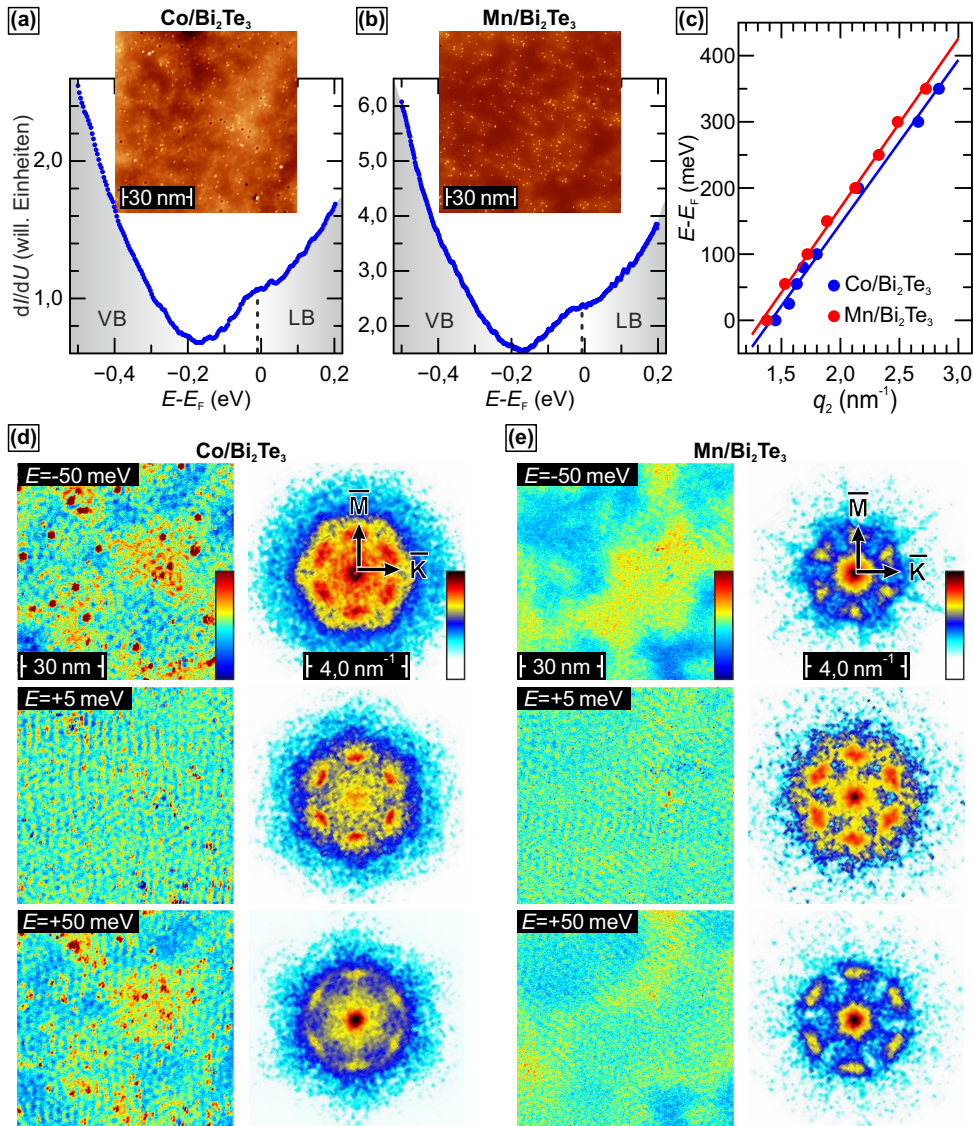 (a)
Co/Bi₂Te₃
dI/dU (will. Einheiten)
2,0
1,0
30 nm
VB
LB
−0,4
−0,2
0
0,2
E-E_F (eV)
(b)
Mn/Bi₂Te₃
6,0
5,0
4,0
3,0
2,0
30 nm
VB
LB
−0,4
−0,2
0
0,2
E-E_F (eV)
(c)
E-E_F (meV)
400
300
200
100
0
Co/Bi₂Te₃
Mn/Bi₂Te₃
1,5
2,0
2,5
3,0
q₂ (nm⁻¹)
(d)
Co/Bi₂Te₃
E=-50 meV
M̅
K̅
30 nm
4,0 nm⁻¹
E=+5 meV
E=+50 meV
(e)
Mn/Bi₂Te₃
E=-50 meV
M̅
K̅
30 nm
4,0 nm⁻¹
E=+5 meV
E=+50 meV